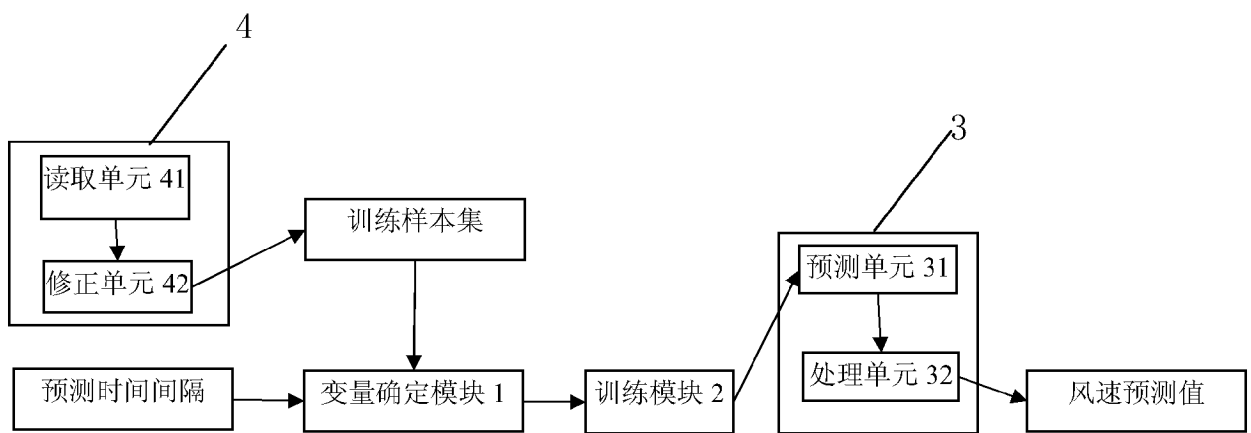 4
3
读取单元 41
训练样本集
修正单元 42
预测单元 31
处理单元 32
预测时间间隔
变量确定模块 1
训练模块 2
风速预测值